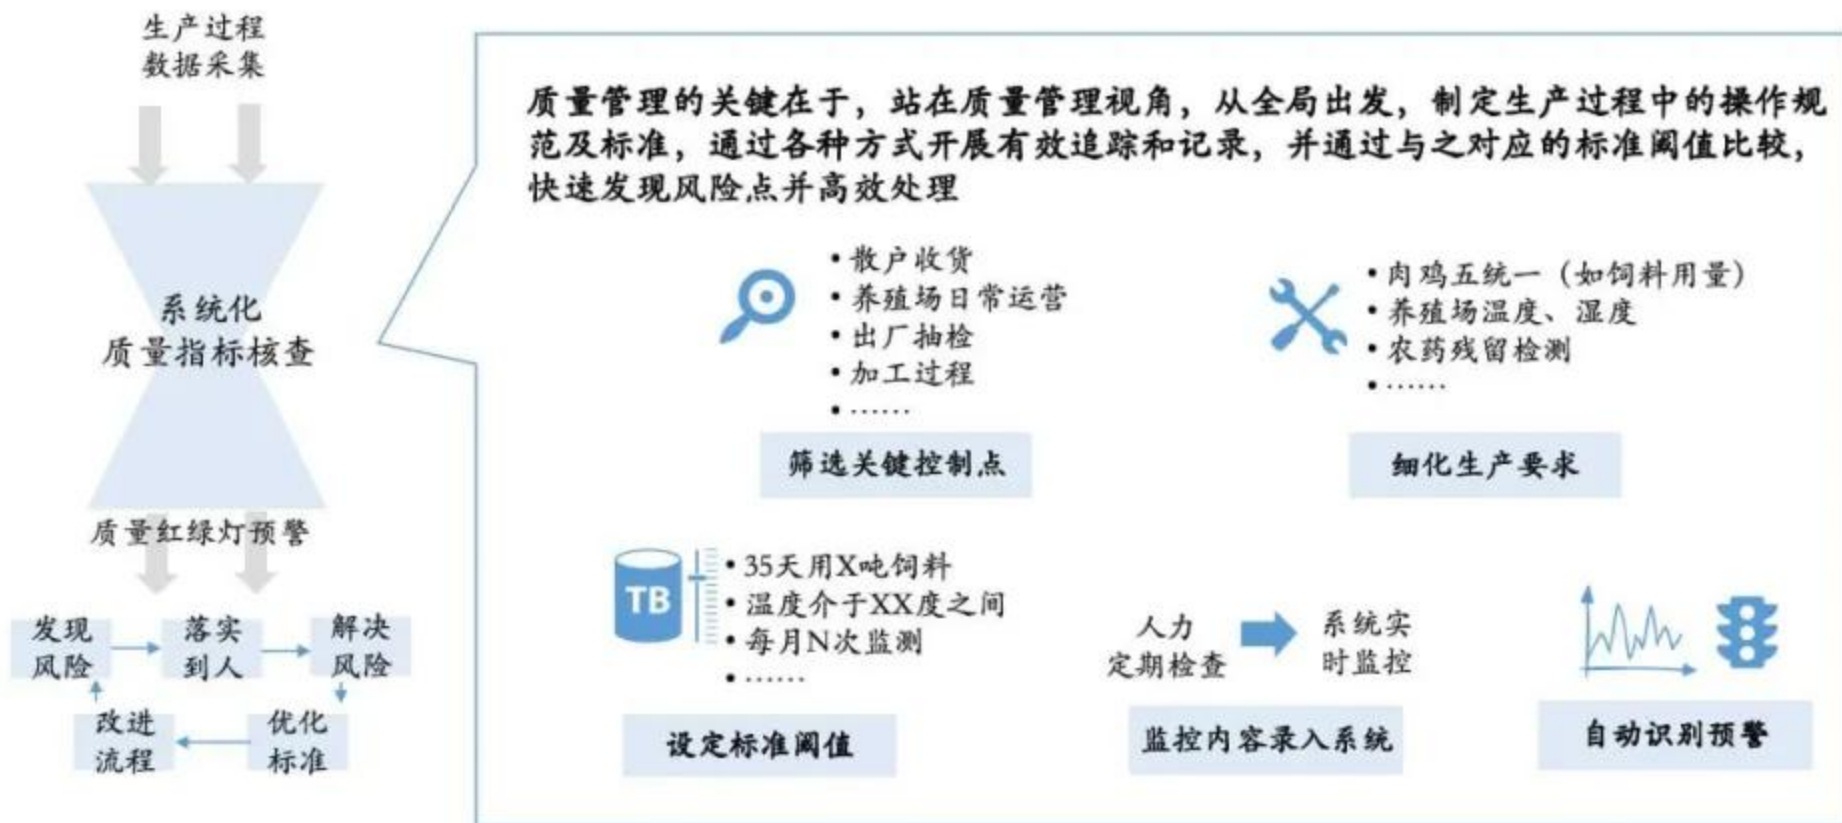 生产过程
数据采集
系统化
质量指标核查
质量红绿灯预警
发现
风险
落实
到人
解决
风险
改进
流程
优化
标准
质量管理的关键在于，站在质量管理视角，从全局出发，制定生产过程中的操作规
范及标准，通过各种方式开展有效追踪和记录，并通过与之对应的标准阈值比较，
快速发现风险点并高效处理
• 散户收货
• 养殖场日常运营
• 出厂抽检
• 加工过程
• ……
筛选关键控制点
• 肉鸡五统一（如饲料用量）
• 养殖场温度、湿度
• 农药残留检测
• ……
细化生产要求
TB
• 35天用X吨饲料
• 温度介于XX度之间
• 每月N次监测
• ……
设定标准阈值
人力
定期检查
系统实
时监控
监控内容录入系统
自动识别预警